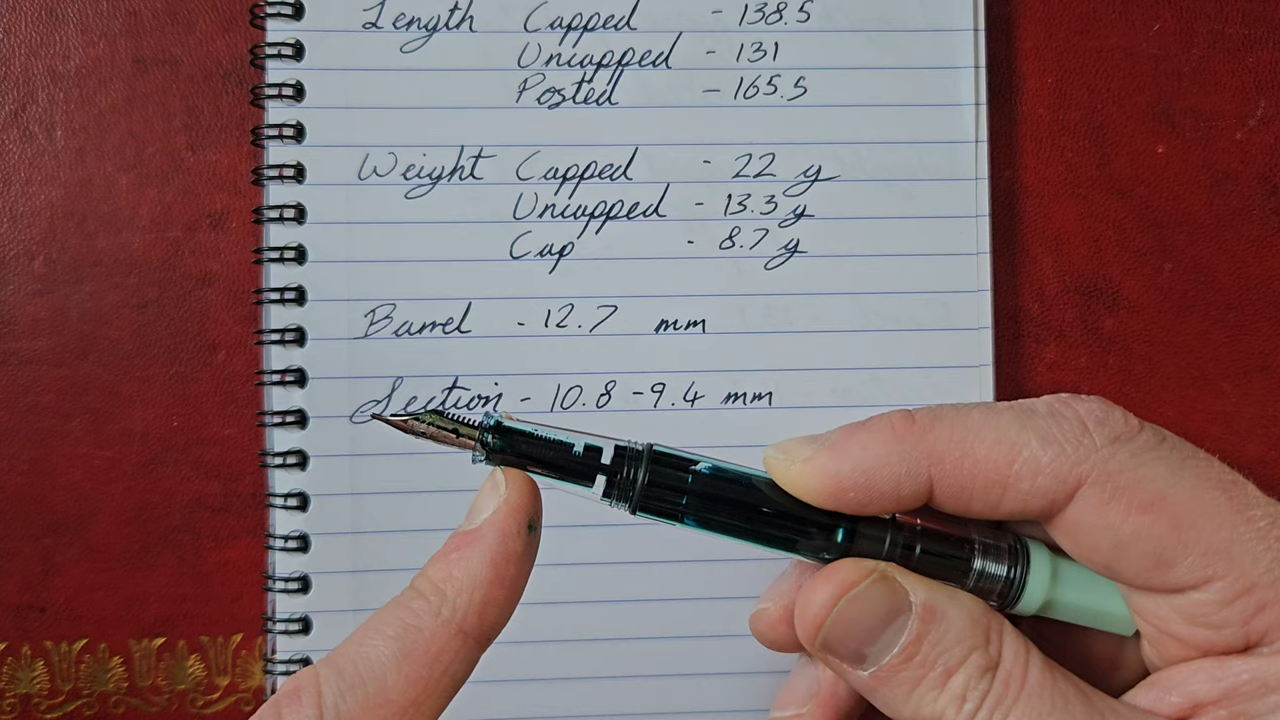 Length Capped - 138.5
Uncapped - 131
Posted - 165.5
Weight Capped - 22 g
Uncapped - 13.3 g
Cap - 8.7 g
Barrel - 12.7 mm
Section - 10.8 - 9.4 mm